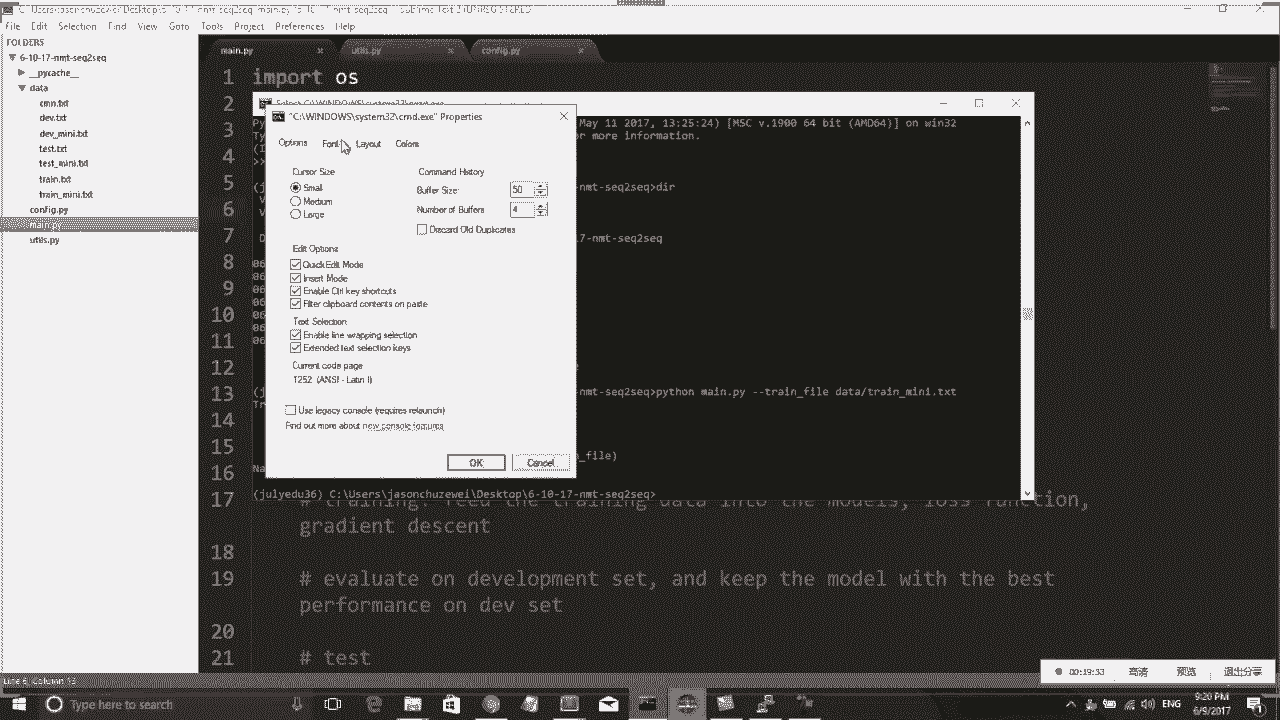 File Edit Selection Find View Goto Tools Project Preferences Help
FOLDERS
6-10-17-nmt-seq2seq
__pycache__
data
cmn.txt
dev.txt
dev_mini.txt
test.txt
test_mini.txt
train.txt
train_mini.txt
config.py
main.py
utils.py
main.py utils.py config.py
1 import os
2
3
4
5
6
7
8
9
10
11
12
13
14
15
16
17 # training: feed the training data into the models, loss function,
gradient descent
18
19 # evaluate on development set, and keep the model with the best
performance on dev set
20
21 # test
Select C:\WINDOWS\system32\cmd.exe
May 11 2017, 13:25:24) [MSC v.1900 64 bit (AMD64)] on win32
or more information.
-nmt-seq2seq>dir
7-nmt-seq2seq
-nmt-seq2seq>python main.py --train_file data/train_mini.txt
n_file)
(julyedu36) C:\Users\jasonchuzewei\Desktop\6-10-17-nmt-seq2seq>
"C:\WINDOWS\system32\cmd.exe" Properties
Options Font Layout Colors
Cursor Size
Small
Medium
Large
Command History
Buffer Size: 50
Number of Buffers 4
Discard Old Duplicates
Edit Options
QuickEdit Mode
Insert Mode
Enable Ctrl key shortcuts
Filter clipboard contents on paste
Text Selection
Enable line wrapping selection
Extended text selection keys
Current code page
1252 (ANSI - Latin I)
Use legacy console (requires relaunch)
Find out more about new console features
OK Cancel
00:19:33 高清 预览 退出分享
Type here to search
ENG
9:20 PM
6/9/2017